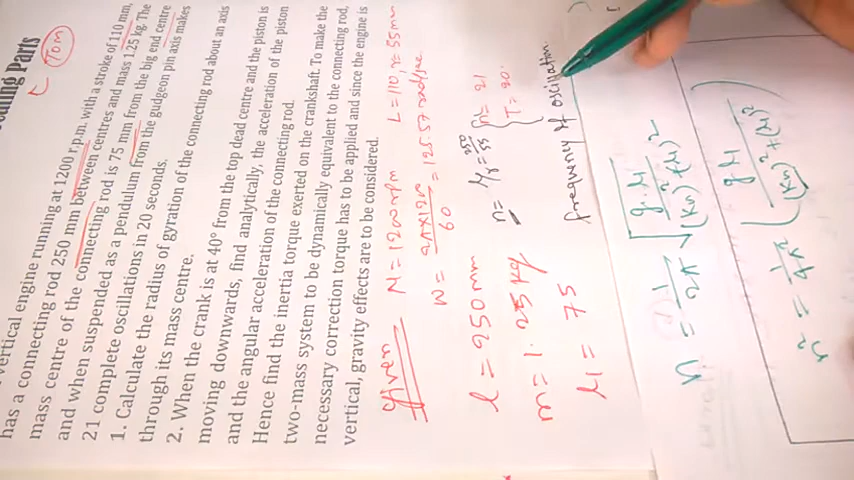 oning Parts
TOM
vertical engine running at 1200 r.p.m. with a stroke of 110 mm,
has a connecting rod 250 mm between centres and mass 1.25 kg. The
mass centre of the connecting rod is 75 mm from the big end centre
and when suspended as a pendulum from the gudgeon pin axis makes
21 complete oscillations in 20 seconds.
1. Calculate the radius of gyration of the connecting rod about an axis
through its mass centre.
2. When the crank is at 40° from the top dead centre and the piston is
moving downwards, find analytically, the acceleration of the piston
and the angular acceleration of the connecting rod.
Hence find the inertia torque exerted on the crankshaft. To make the
two-mass system to be dynamically equivalent to the connecting rod,
necessary correction torque has to be applied and since the engine is
vertical, gravity effects are to be considered.
Given N = 1200 rpm L = 110, r = 55 mm
W = 2π×120 / 60 = 125.57 rad/sec
l = 250 mm n = l/r = 250/55 { n = 21
m = 1.25 kg T = 20
l1 = 75 frequency of oscillation
n = 1/2π √ g.l1 / (kn)²+(l1)²
n² = 1/4π² ( g l1 / (kn)²+(l1)² )